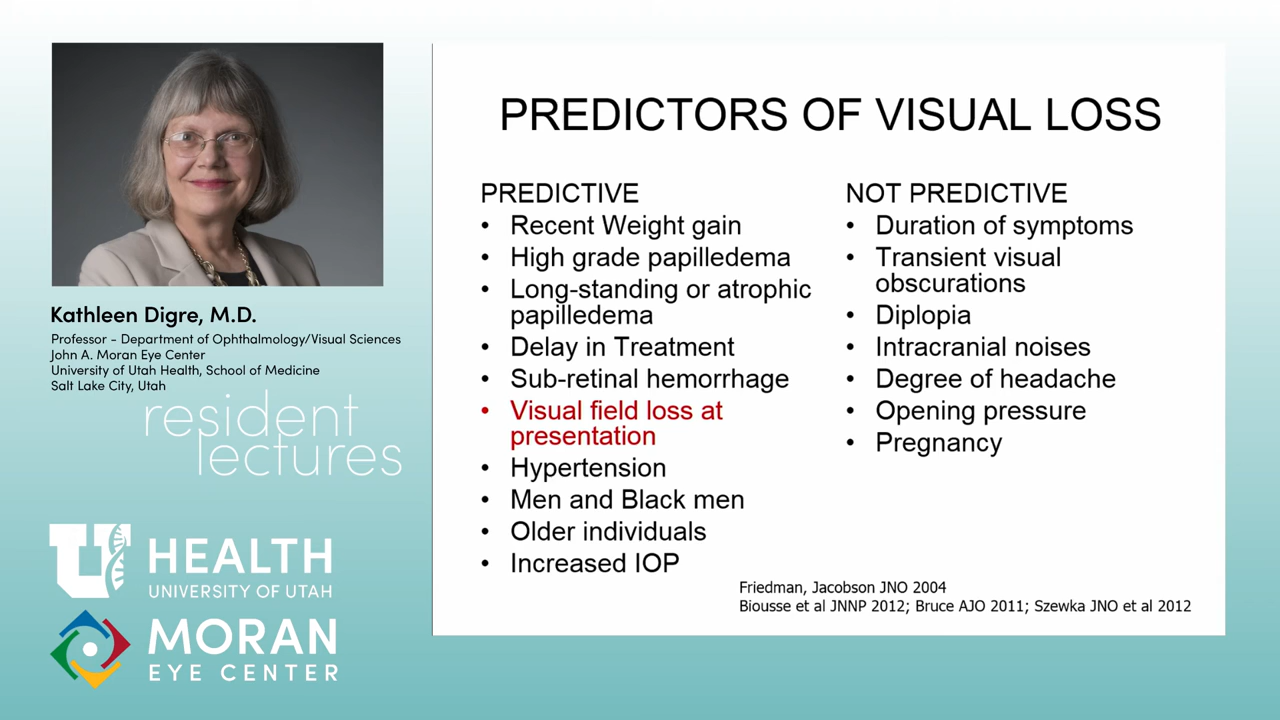 PREDICTORS OF VISUAL LOSS
PREDICTIVE
• Recent Weight gain
• High grade papilledema
• Long-standing or atrophic
papilledema
• Delay in Treatment
• Sub-retinal hemorrhage
• Visual field loss at
presentation
• Hypertension
• Men and Black men
• Older individuals
• Increased IOP
NOT PREDICTIVE
• Duration of symptoms
• Transient visual
obscurations
• Diplopia
• Intracranial noises
• Degree of headache
• Opening pressure
• Pregnancy
Friedman, Jacobson JNO 2004
Biousse et al JNNP 2012; Bruce AJO 2011; Szewka JNO et al 2012
Kathleen Digre, M.D.
Professor - Department of Ophthalmology/Visual Sciences
John A. Moran Eye Center
University of Utah Health, School of Medicine
Salt Lake City, Utah
resident
lectures
U HEALTH
UNIVERSITY OF UTAH
MORAN
EYE CENTER